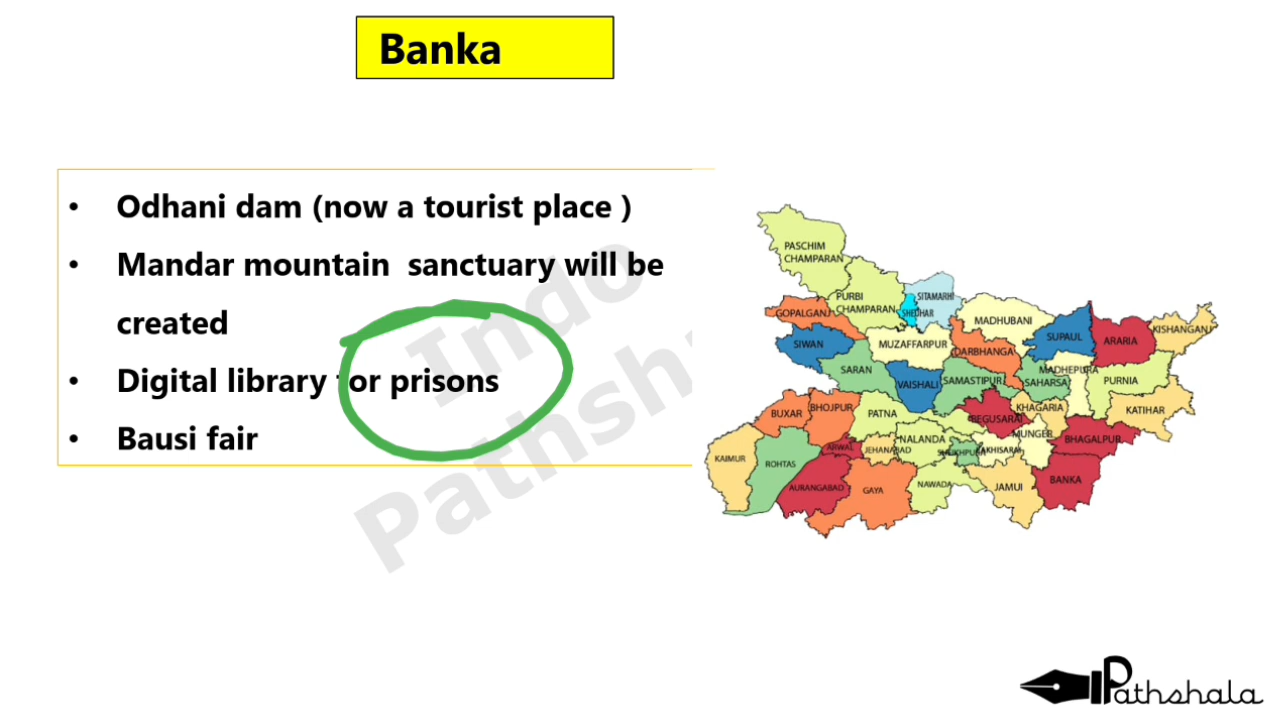 Banka
• Odhani dam (now a tourist place )
• Mandar mountain sanctuary will be
created
• Digital library for prisons
• Bausi fair
Indo
Pathsh
PASCHIM
CHAMPARAN
PURBI
CHAMPARAN
SITAMARHI
SHEOHAR
GOPALGANJ
SIWAN
MUZAFFARPUR
MADHUBANI
DARBHANGA
SUPAUL
ARARIA
KISHANGANJ
SARAN
VAISHALI
SAMASTIPUR
SAHARSA
MADHEPURA
PURNIA
BUXAR
BHOJPUR
PATNA
BEGUSARAI
KHAGARIA
KATIHAR
KAIMUR
ROHTAS
ARWAL
JEHANABAD
NALANDA
SHEIKHPURA
LAKHISARAI
MUNGER
BHAGALPUR
AURANGABAD
GAYA
NAWADA
JAMUI
BANKA
Pathshala